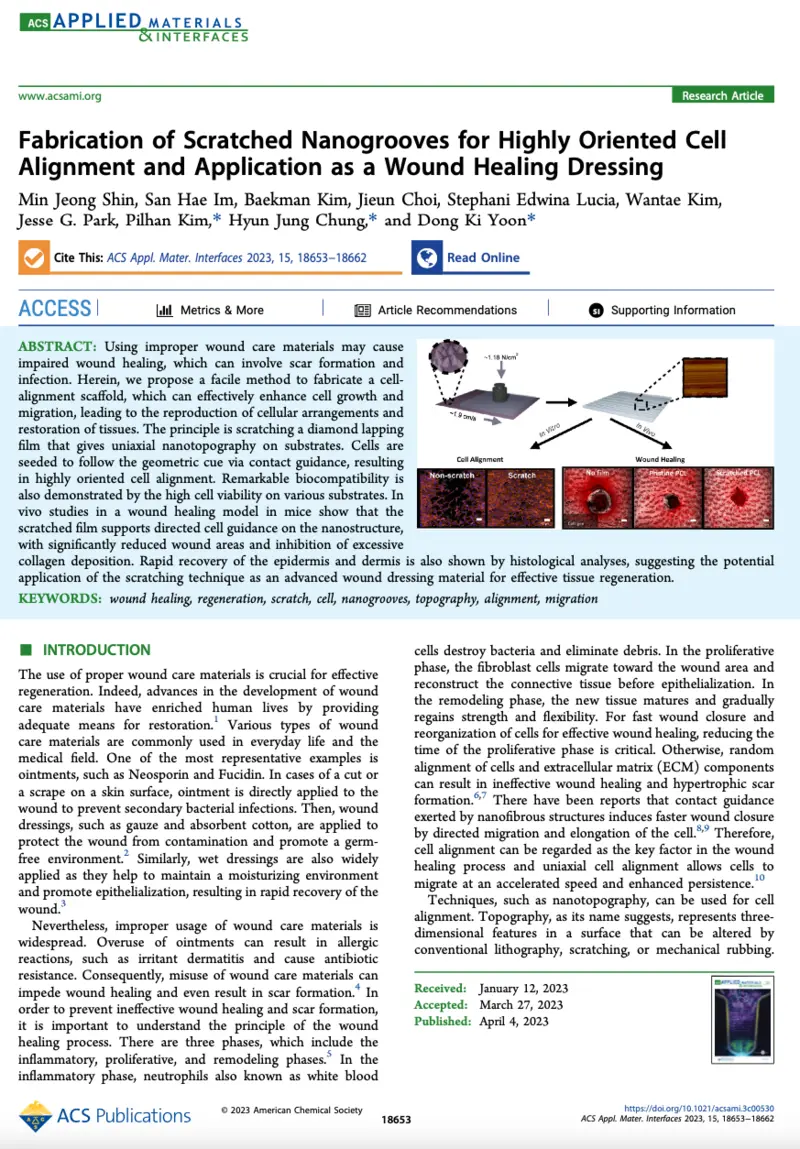 ACS APPLIED MATERIALS
& INTERFACES
www.acsami.org
Research Article
Fabrication of Scratched Nanogrooves for Highly Oriented Cell
Alignment and Application as a Wound Healing Dressing
Min Jeong Shin, San Hae Im, Baekman Kim, Jieun Choi, Stephani Edwina Lucia, Wantae Kim,
Jesse G. Park, Pilhan Kim,* Hyun Jung Chung,* and Dong Ki Yoon*
Cite This: ACS Appl. Mater. Interfaces 2023, 15, 18653−18662
Read Online
ACCESS
Metrics & More
Article Recommendations
SI Supporting Information
ABSTRACT: Using improper wound care materials may cause
impaired wound healing, which can involve scar formation and
infection. Herein, we propose a facile method to fabricate a cell-
alignment scaffold, which can effectively enhance cell growth and
migration, leading to the reproduction of cellular arrangements and
restoration of tissues. The principle is scratching a diamond lapping
film that gives uniaxial nanotopography on substrates. Cells are
seeded to follow the geometric cue via contact guidance, resulting
in highly oriented cell alignment. Remarkable biocompatibility is
also demonstrated by the high cell viability on various substrates. In
vivo studies in a wound healing model in mice show that the
scratched film supports directed cell guidance on the nanostructure,
with significantly reduced wound areas and inhibition of excessive
collagen deposition. Rapid recovery of the epidermis and dermis is also shown by histological analyses, suggesting the potential
application of the scratching technique as an advanced wound dressing material for effective tissue regeneration.
~1.18 N/cm²
~1.9 cm/s
In Vitro
In Vivo
Cell Alignment
Wound Healing
Non-scratch
Scratch
No film
Pristine PCL
Scratched PCL
KEYWORDS: wound healing, regeneration, scratch, cell, nanogrooves, topography, alignment, migration
■ INTRODUCTION
The use of proper wound care materials is crucial for effective
regeneration. Indeed, advances in the development of wound
care materials have enriched human lives by providing
adequate means for restoration.1 Various types of wound
care materials are commonly used in everyday life and the
medical field. One of the most representative examples is
ointments, such as Neosporin and Fucidin. In cases of a cut or
a scrape on a skin surface, ointment is directly applied to the
wound to prevent secondary bacterial infections. Then, wound
dressings, such as gauze and absorbent cotton, are applied to
protect the wound from contamination and promote a germ-
free environment.2 Similarly, wet dressings are also widely
applied as they help to maintain a moisturizing environment
and promote epithelialization, resulting in rapid recovery of the
wound.3
Nevertheless, improper usage of wound care materials is
widespread. Overuse of ointments can result in allergic
reactions, such as irritant dermatitis and cause antibiotic
resistance. Consequently, misuse of wound care materials can
impede wound healing and even result in scar formation.4 In
order to prevent ineffective wound healing and scar formation,
it is important to understand the principle of the wound
healing process. There are three phases, which include the
inflammatory, proliferative, and remodeling phases.5 In the
inflammatory phase, neutrophils also known as white blood
cells destroy bacteria and eliminate debris. In the proliferative
phase, the fibroblast cells migrate toward the wound area and
reconstruct the connective tissue before epithelialization. In
the remodeling phase, the new tissue matures and gradually
regains strength and flexibility. For fast wound closure and
reorganization of cells for effective wound healing, reducing the
time of the proliferative phase is critical. Otherwise, random
alignment of cells and extracellular matrix (ECM) components
can result in ineffective wound healing and hypertrophic scar
formation.6,7 There have been reports that contact guidance
exerted by nanofibrous structures induces faster wound closure
by directed migration and elongation of the cell.8,9 Therefore,
cell alignment can be regarded as the key factor in the wound
healing process and uniaxial cell alignment allows cells to
migrate at an accelerated speed and enhanced persistence.10
Techniques, such as nanotopography, can be used for cell
alignment. Topography, as its name suggests, represents three-
dimensional features in a surface that can be altered by
conventional lithography, scratching, or mechanical rubbing.
Received: January 12, 2023
Accepted: March 27, 2023
Published: April 4, 2023
ACS Publications
© 2023 American Chemical Society
18653
https://doi.org/10.1021/acsami.3c00530
ACS Appl. Mater. Interfaces 2023, 15, 18653−18662